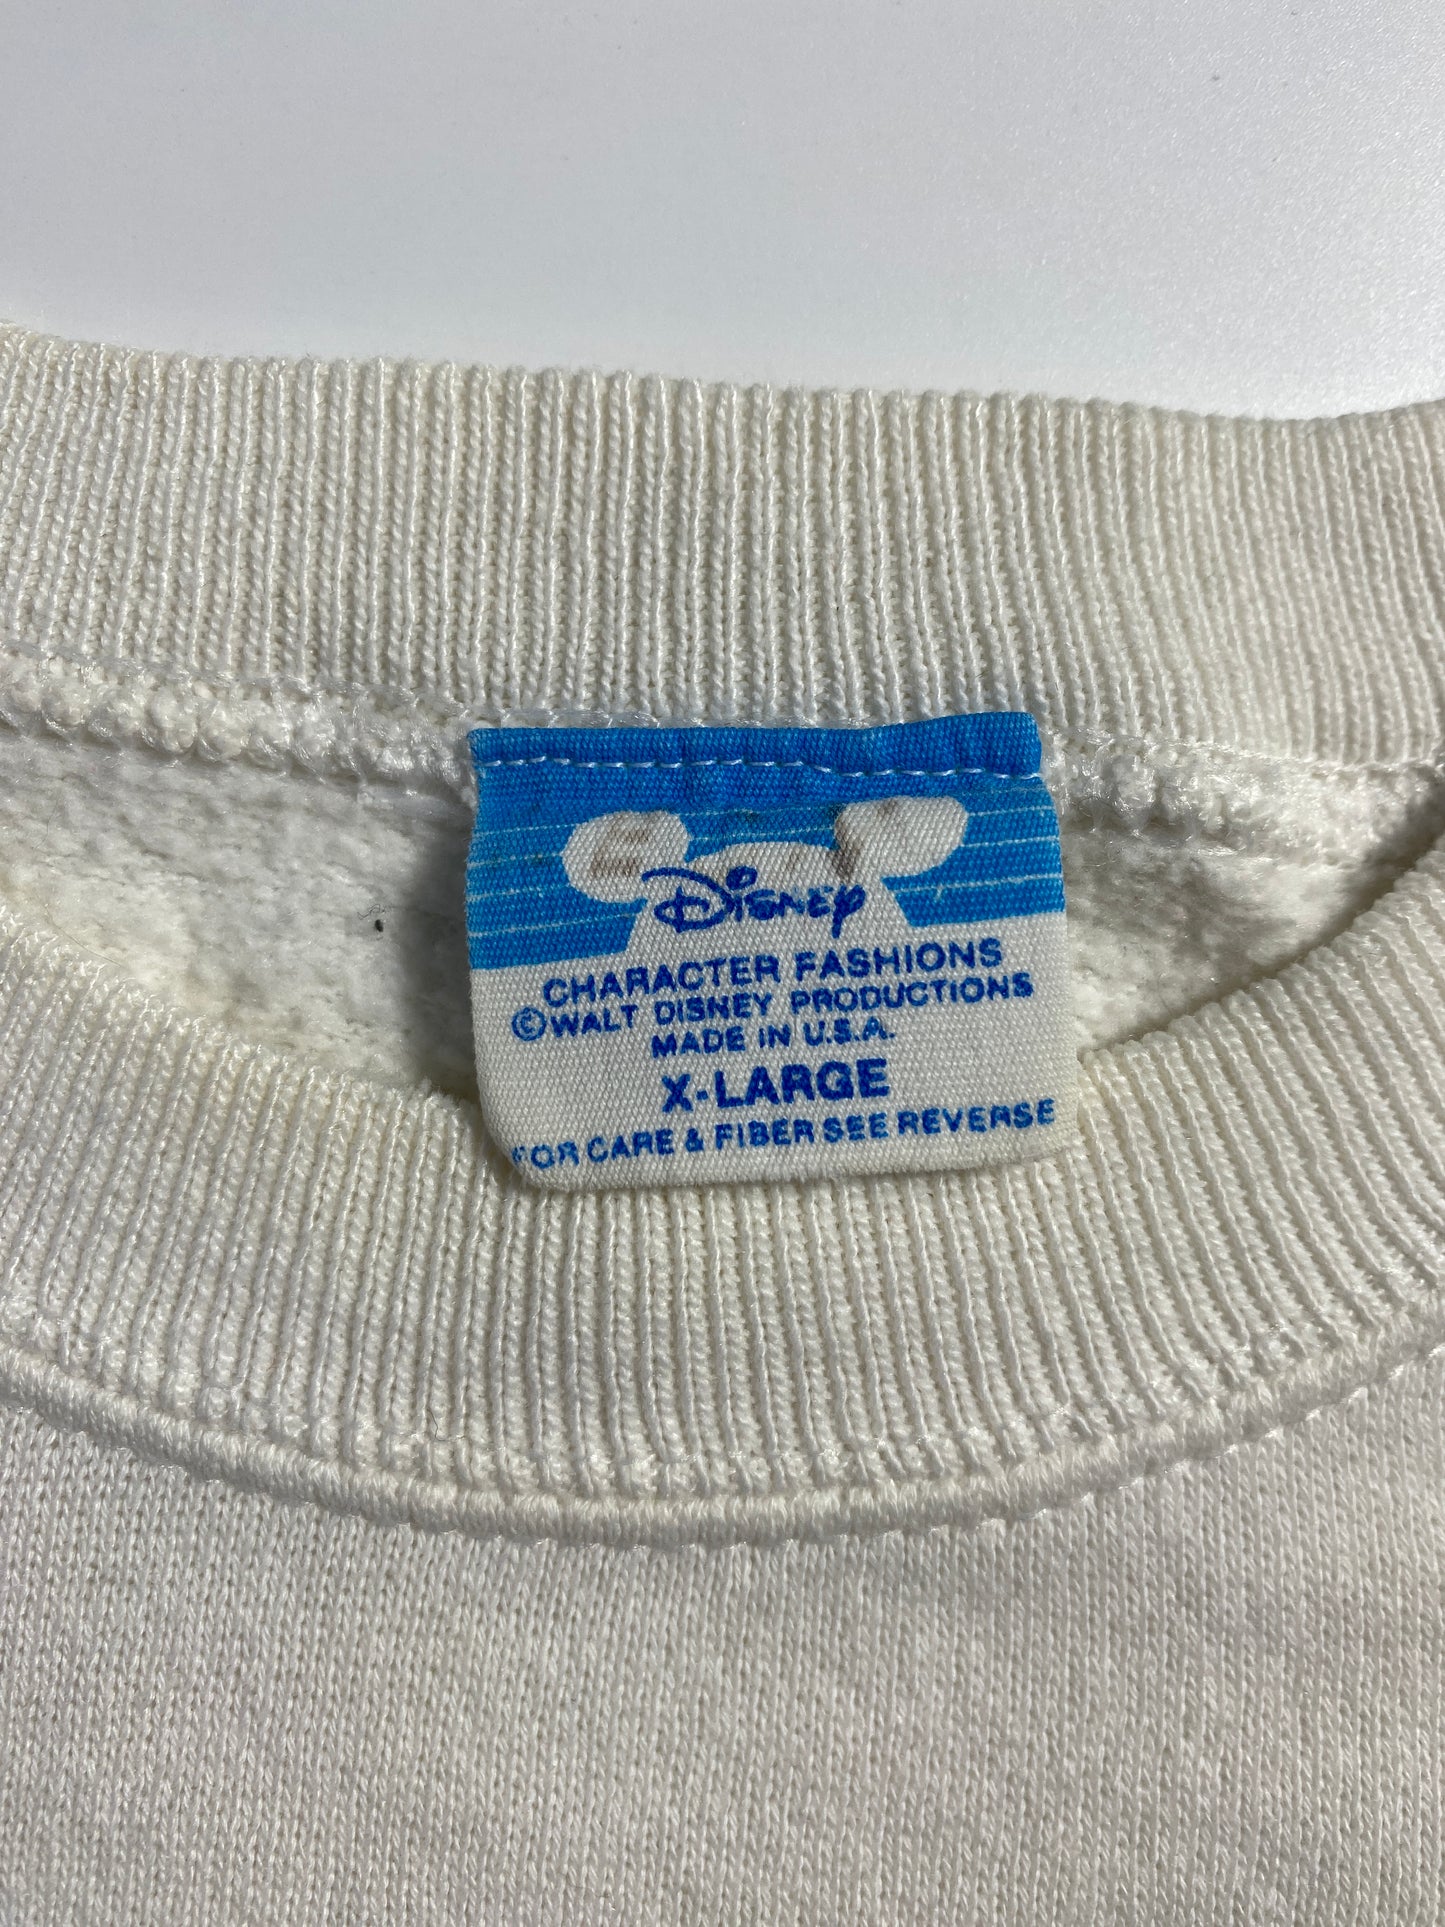 Disney
CHARACTER FASHIONS
©WALT DISNEY PRODUCTIONS
MADE IN U.S.A.
X-LARGE
FOR CARE & FIBER SEE REVERSE